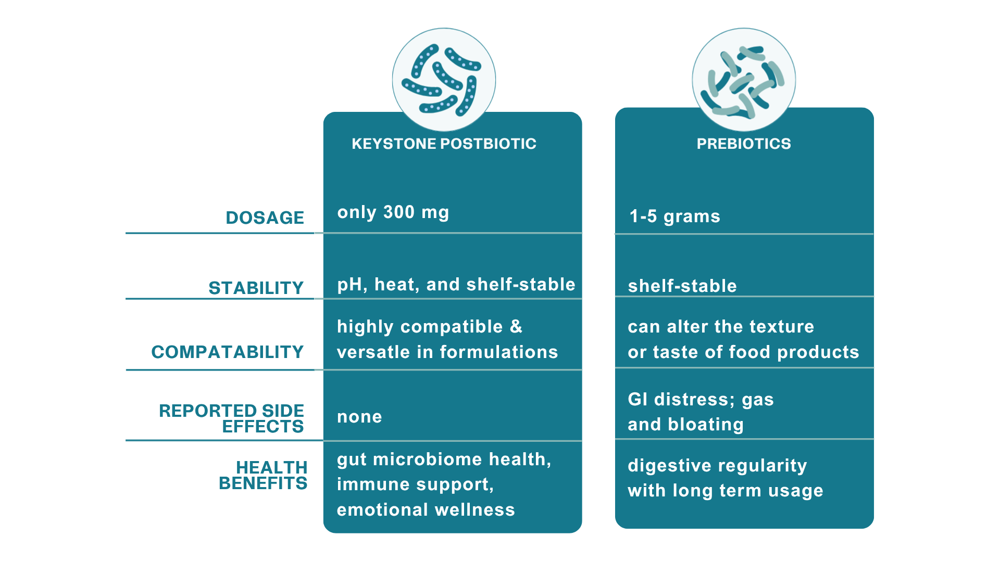 KEYSTONE POSTBIOTIC
PREBIOTICS
DOSAGE
only 300 mg
1-5 grams
STABILITY
pH, heat, and shelf-stable
shelf-stable
COMPATABILITY
highly compatible &
versatle in formulations
can alter the texture
or taste of food products
REPORTED SIDE
EFFECTS
none
GI distress; gas
and bloating
HEALTH
BENEFITS
gut microbiome health,
immune support,
emotional wellness
digestive regularity
with long term usage